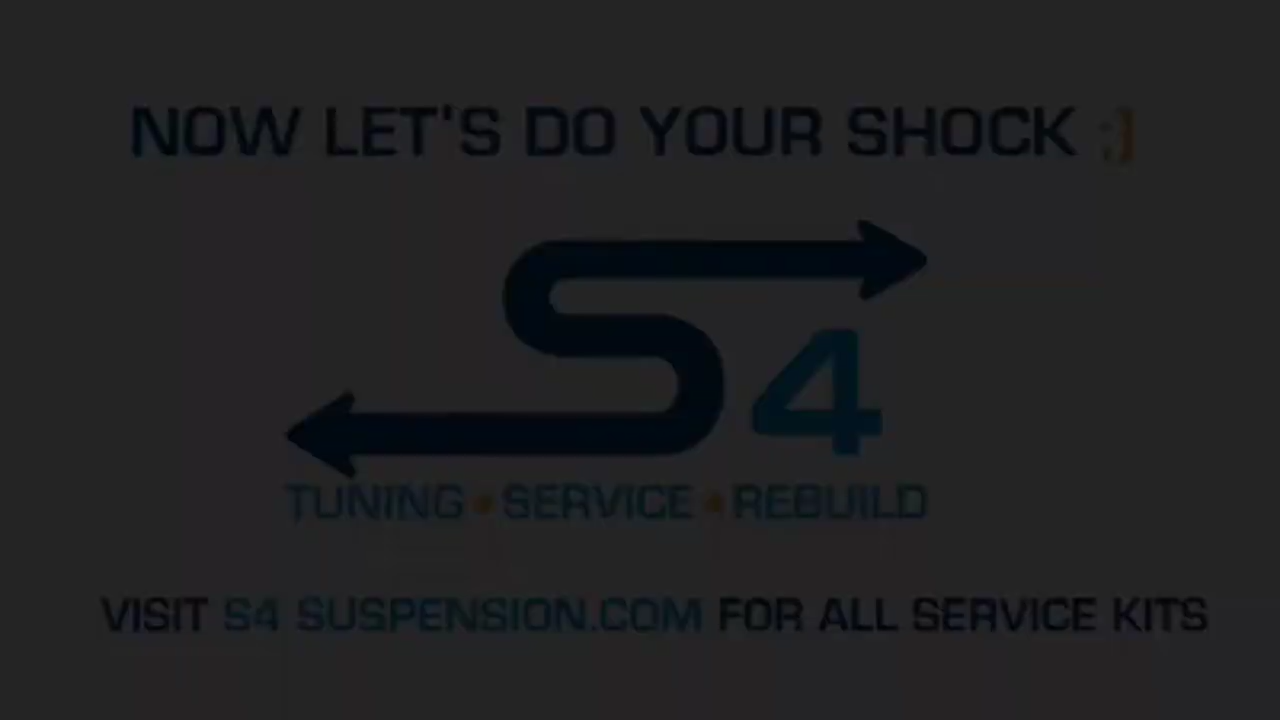 NOW LET'S DO YOUR SHOCK ;]
S4
TUNING • SERVICE • REBUILD
VISIT S4 SUSPENSION.COM FOR ALL SERVICE KITS